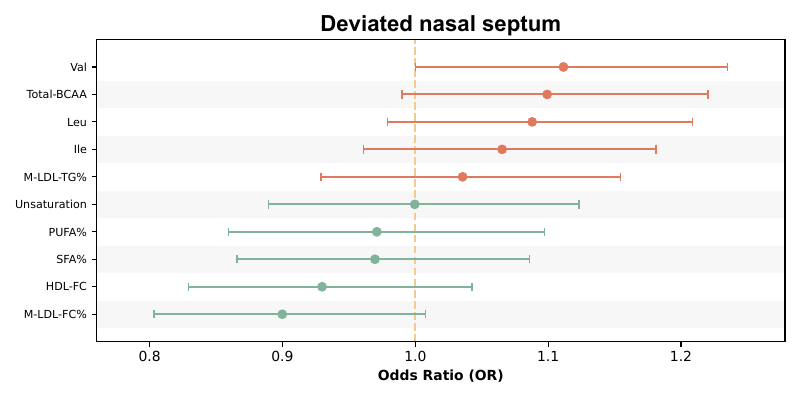 Deviated nasal septum
Val
Total-BCAA
Leu
Ile
M-LDL-TG%
Unsaturation
PUFA%
SFA%
HDL-FC
M-LDL-FC%
0.8 0.9 1.0 1.1 1.2
Odds Ratio (OR)